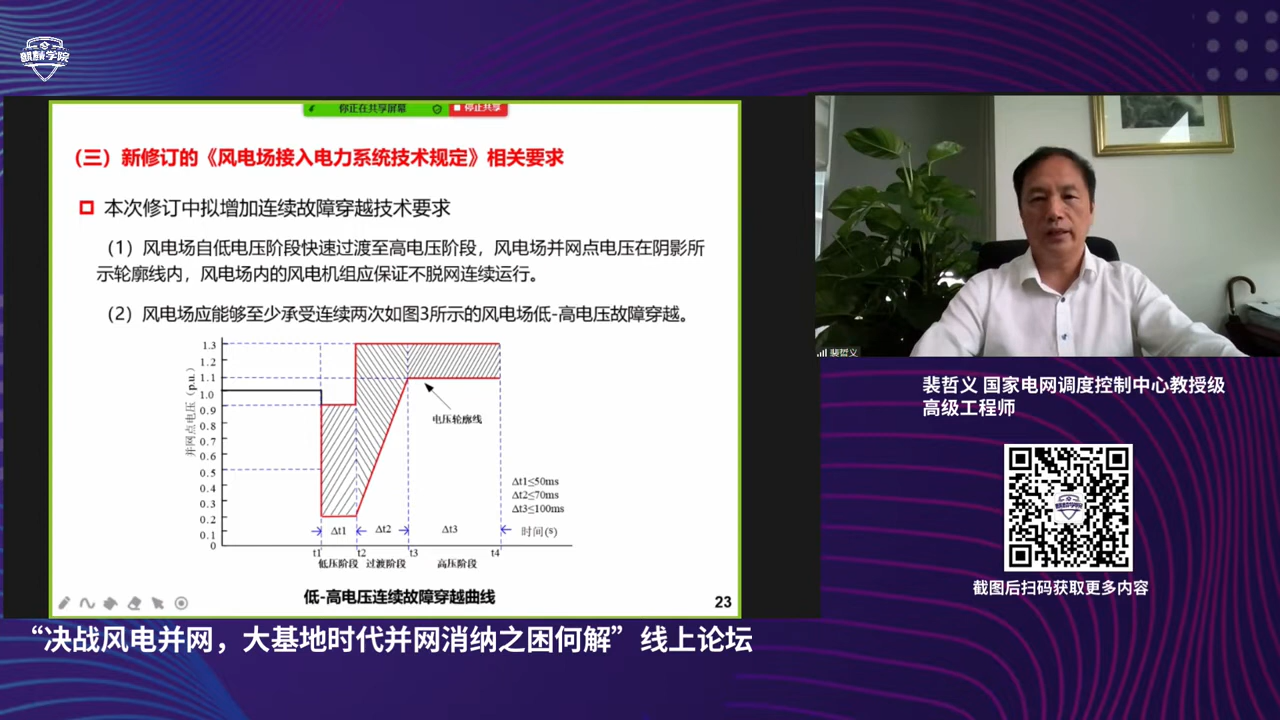 麒麟学院
你正在共享屏幕
停止共享
（三）新修订的《风电场接入电力系统技术规定》相关要求
本次修订中拟增加连续故障穿越技术要求
（1）风电场自低电压阶段快速过渡至高电压阶段，风电场并网点电压在阴影所
示轮廓线内，风电场内的风电机组应保证不脱网连续运行。
（2）风电场应能够至少承受连续两次如图3所示的风电场低-高电压故障穿越。
并网点电压（p.u.）
1.3
1.2
1.1
1.0
0.9
0.8
0.7
0.6
0.5
0.4
0.3
0.2
0.1
0
电压轮廓线
Δt1≤50ms
Δt2≤70ms
Δt3≤100ms
Δt1
Δt2
Δt3
时间(s)
t1
t2
t3
t4
低压阶段
过渡阶段
高压阶段
低-高电压连续故障穿越曲线
23
裴哲义
裴哲义 国家电网调度控制中心教授级
高级工程师
截图后扫码获取更多内容
“决战风电并网，大基地时代并网消纳之困何解”线上论坛